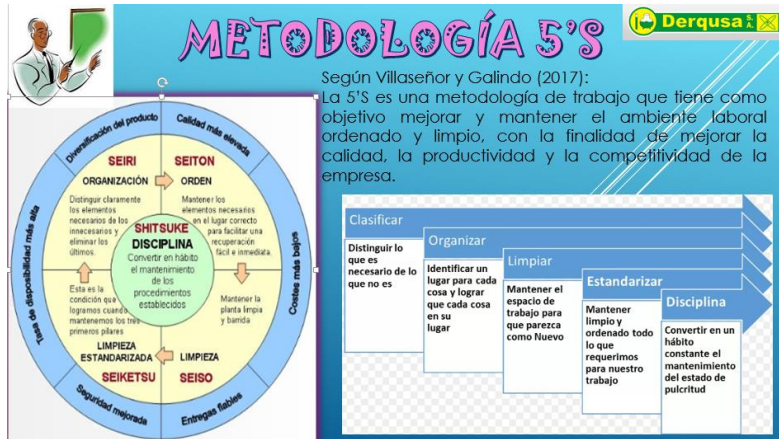 METODOLOGÍA 5'S
Derqusa S.A.
Según Villaseñor y Galindo (2017):
La 5'S es una metodología de trabajo que tiene como
objetivo mejorar y mantener el ambiente laboral
ordenado y limpio, con la finalidad de mejorar la
calidad, la productividad y la competitividad de la
empresa.
Diversificación del producto
Calidad más elevada
Costes más bajos
Entregas fiables
Seguridad mejorada
Tasa de disposibilidad más alta
SEIRI
ORGANIZACIÓN
Distinguir claramente
los elementos
necesarios de los
innecesarios y
eliminar los
últimos.
SEITON
ORDEN
Mantener los
elementos necesarios
en el lugar correcto
para facilitar una
recuperación
fácil e inmediata.
SHITSUKE
DISCIPLINA
Convertir en hábito
el mantenimiento
de los
procedimientos
establecidos
Esta es la
condición que
logramos cuando
mantenemos los tres
primeros pilares
LIMPIEZA
ESTANDARIZADA
SEIKETSU
Mantener la
planta limpia
y barrida
LIMPIEZA
SEISO
Clasificar
Distinguir lo
que es
necesario de lo
que no es
Organizar
Identificar un
lugar para cada
cosa y lograr
que cada cosa
en su
lugar
Limpiar
Mantener el
espacio de
trabajo para
que parezca
como Nuevo
Estandarizar
Mantener
limpio y
ordenado todo
lo que
requerimos
para nuestro
trabajo
Disciplina
Convertir en un
hábito
constante el
mantenimiento
del estado de
pulcritud